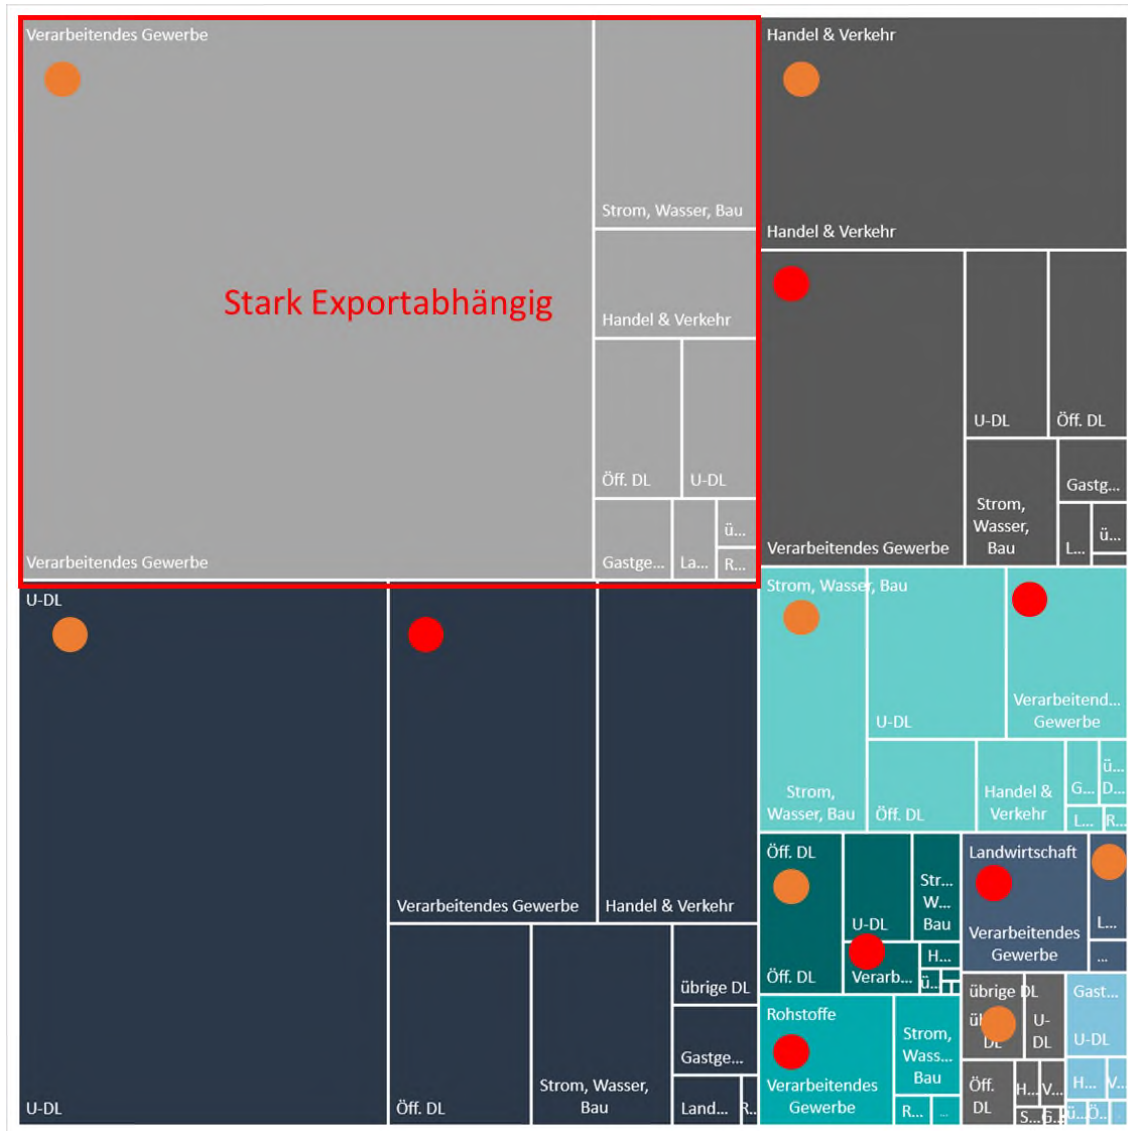 Verarbeitendes Gewerbe
Strom, Wasser, Bau
Handel & Verkehr
Stark Exportabhängig
Öff. DL
U-DL
Verarbeitendes Gewerbe
Gastge...
La...
ü...
R...
Handel & Verkehr
Handel & Verkehr
U-DL
Öff. DL
Verarbeitendes Gewerbe
Strom,
Wasser,
Bau
Gastg...
L...
ü...
U-DL
Verarbeitendes Gewerbe
Handel & Verkehr
U-DL
Öff. DL
Strom, Wasser,
Bau
übrige DL
Gastge...
Land...
R...
Strom, Wasser, Bau
Strom,
Wasser, Bau
U-DL
Verarbeitend...
Gewerbe
Öff. DL
Handel &
Verkehr
G...
ü...
D...
L...
R...
Öff. DL
Öff. DL
U-DL
Str...
W...
Bau
Verarb...
H...
ü...
Landwirtschaft
Verarbeitendes
Gewerbe
L...
...
Rohstoffe
Verarbeitendes
Gewerbe
Strom,
Wass...
Bau
R...
...
übrige DL
DL
U-
DL
Öff.
DL
H...
V...
S...
G...
Gast...
U-DL
H...
V...
ü...
Ö...